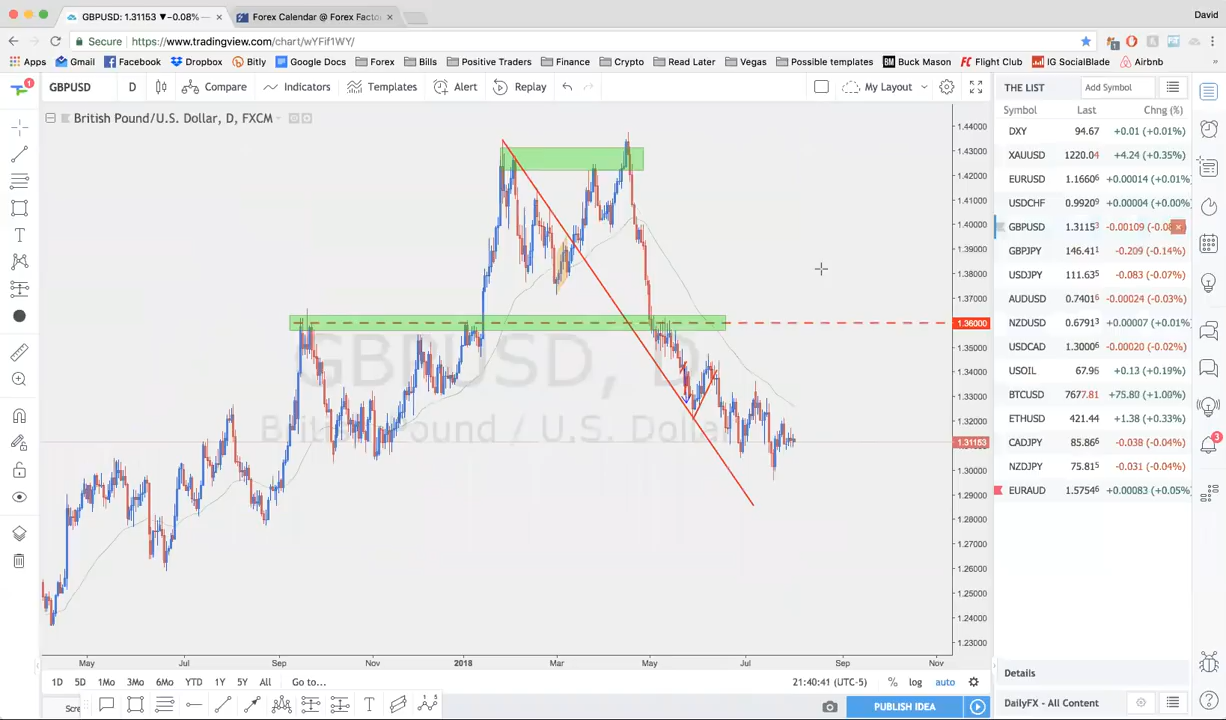 GBPUSD: 1.31153 ▼-0.08%
Forex Calendar @ Forex Facto
David
Secure https://www.tradingview.com/chart/wYFif1WY/
Apps Gmail Facebook Dropbox Bitly Google Docs Forex Bills Positive Traders Finance Crypto Read Later Vegas Possible templates BM Buck Mason FC Flight Club IG SocialBlade Airbnb »
1 GBPUSD D Compare Indicators Templates Alert Replay My Layout
British Pound/U.S. Dollar, D, FXCM
GBPUSD, D
British Pound / U.S. Dollar
1.44000
1.43000
1.42000
1.41000
1.40000
1.39000
1.38000
1.37000
1.36000
1.35000
1.34000
1.33000
1.32000
1.31153
1.30000
1.29000
1.28000
1.27000
1.26000
1.25000
1.24000
1.23000
May Jul Sep Nov 2018 Mar May Jul Sep Nov
1D 5D 1Mo 3Mo 6Mo YTD 1Y 5Y All Go to... 21:40:41 (UTC-5) % log auto
Scre
T
PUBLISH IDEA
THE LIST Add Symbol
Symbol Last Chng (%)
DXY 94.67 +0.01 (+0.01%)
XAUUSD 1220.04 +4.24 (+0.35%)
EURUSD 1.16606 +0.00014 (+0.01%)
USDCHF 0.99209 +0.00004 (+0.00%)
GBPUSD 1.31153 -0.00109 (-0.08
GBPJPY 146.411 -0.209 (-0.14%)
USDJPY 111.635 -0.083 (-0.07%)
AUDUSD 0.74016 -0.00024 (-0.03%)
NZDUSD 0.67913 +0.00007 (+0.01%)
USDCAD 1.30006 -0.00020 (-0.02%)
USOIL 67.96 +0.13 (+0.19%)
BTCUSD 7677.81 +75.80 (+1.00%)
ETHUSD 421.44 +1.38 (+0.33%)
CADJPY 85.866 -0.038 (-0.04%)
NZDJPY 75.815 -0.031 (-0.04%)
EURAUD 1.57546 +0.00083 (+0.05%)
3
Details
DailyFX - All Content